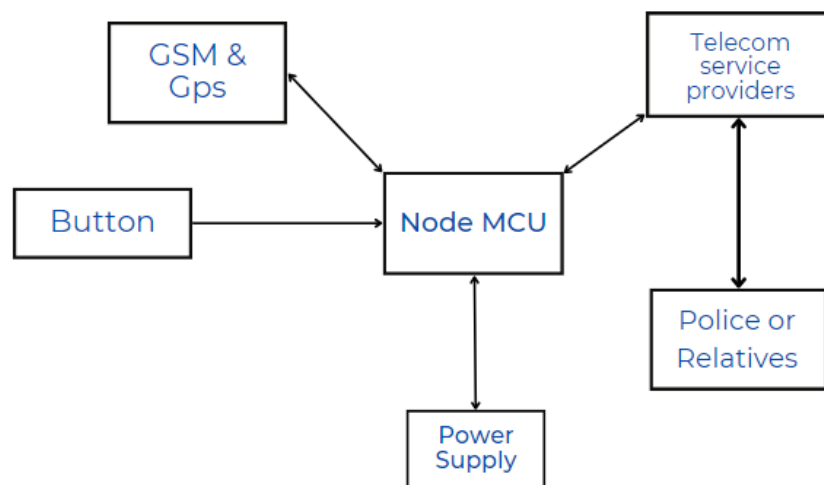 GSM &
Gps
Telecom
service
providers
Button
Node MCU
Police or
Relatives
Power
Supply